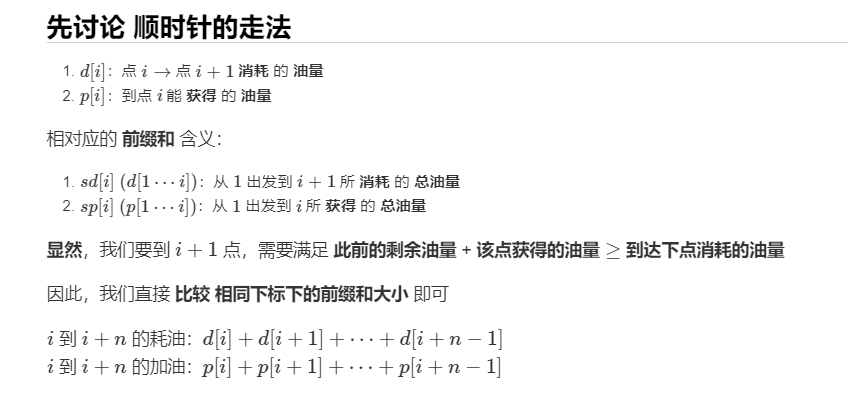 先讨论 顺时针的走法
1. d[i]：点 i → 点 i + 1 消耗 的 油量
2. p[i]：到点 i 能 获得 的 油量
相对应的 前缀和 含义：
1. sd[i] (d[1⋯i])：从 1 出发到 i + 1 所 消耗 的 总油量
2. sp[i] (p[1⋯i])：从 1 出发到 i 所 获得 的 总油量
显然，我们要到 i + 1 点，需要满足 此前的剩余油量 + 该点获得的油量 ≥ 到达下点消耗的油量
因此，我们直接 比较 相同下标下的前缀和大小 即可
i 到 i + n 的耗油：d[i] + d[i + 1] + ⋯ + d[i + n − 1]
i 到 i + n 的加油：p[i] + p[i + 1] + ⋯ + p[i + n − 1]